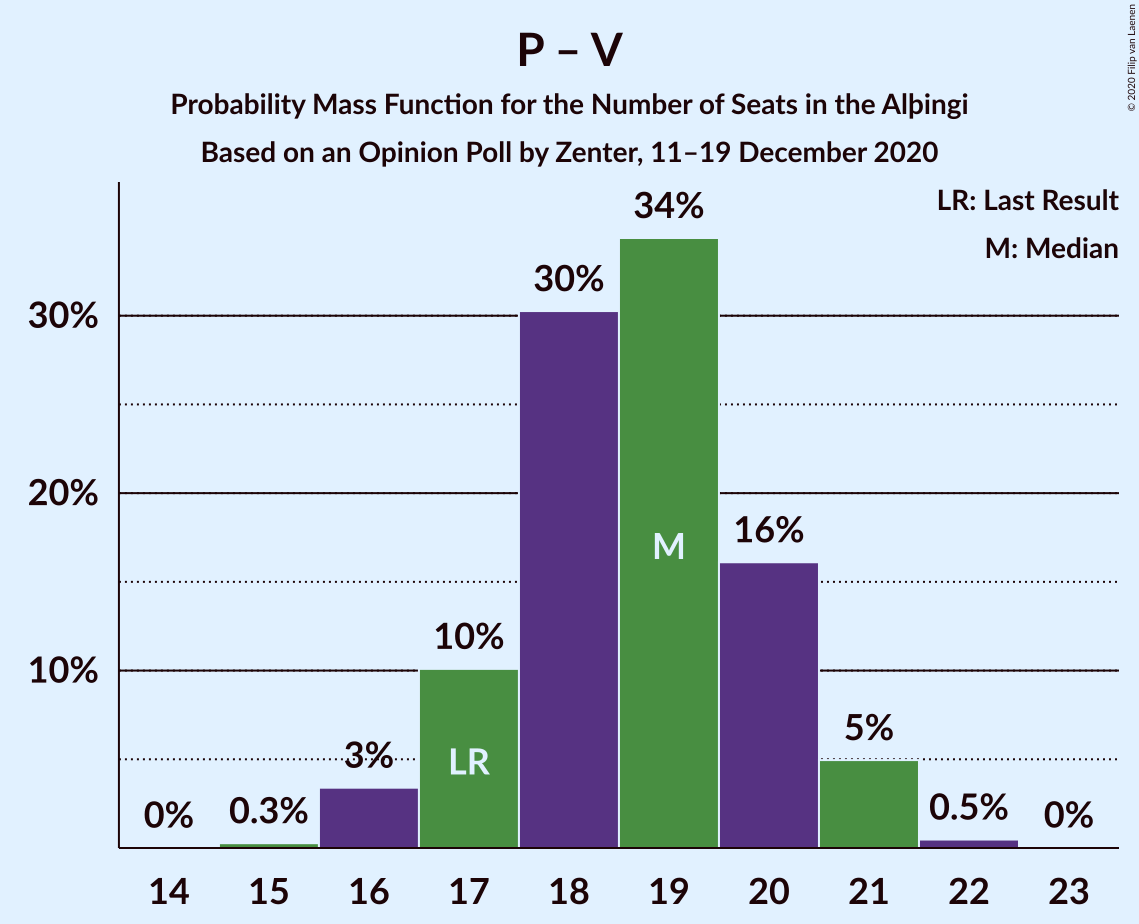 P – V
Probability Mass Function for the Number of Seats in the Alþingi
Based on an Opinion Poll by Zenter, 11–19 December 2020
© 2020 Filip van Laenen
LR: Last Result
M: Median
30%
20%
10%
0%
0.3%
3%
10%
30%
34%
16%
5%
0.5%
0%
LR
M
14 15 16 17 18 19 20 21 22 23